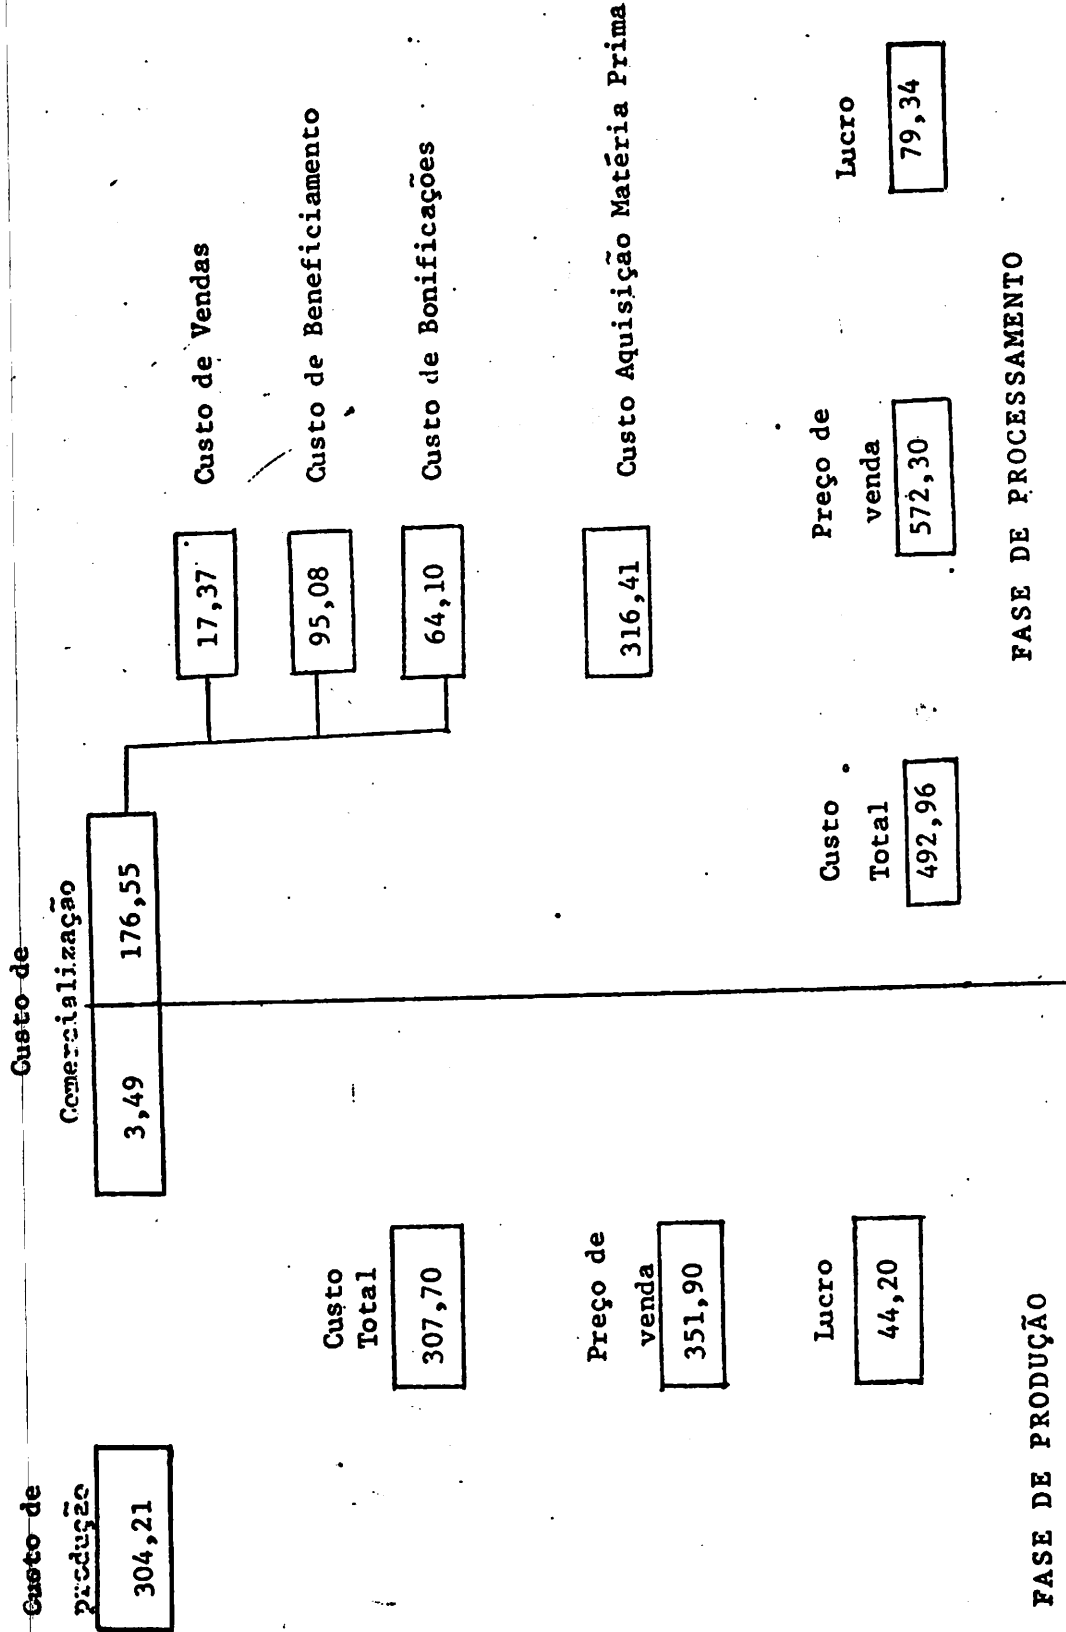 Custo de
produção
304,21
Custo de
Comercialização
3,49
176,55
17,37
Custo de Vendas
95,08
Custo de Beneficiamento
64,10
Custo de Bonificações
316,41
Custo Aquisição Matéria Prima
Custo
Total
307,70
Preço de
venda
351,90
Lucro
44,20
Custo
Total
492,96
Preço de
venda
572,30
Lucro
79,34
FASE DE PRODUÇÃO
FASE DE PROCESSAMENTO